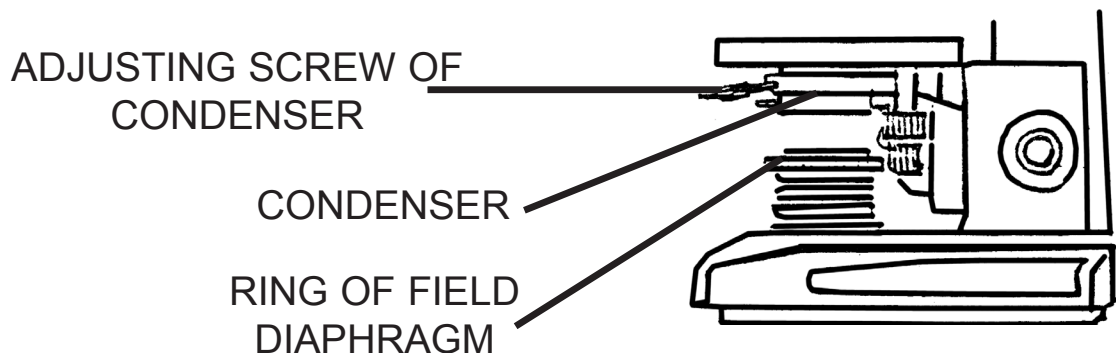 ADJUSTING SCREW OF
CONDENSER
CONDENSER
RING OF FIELD
DIAPHRAGM